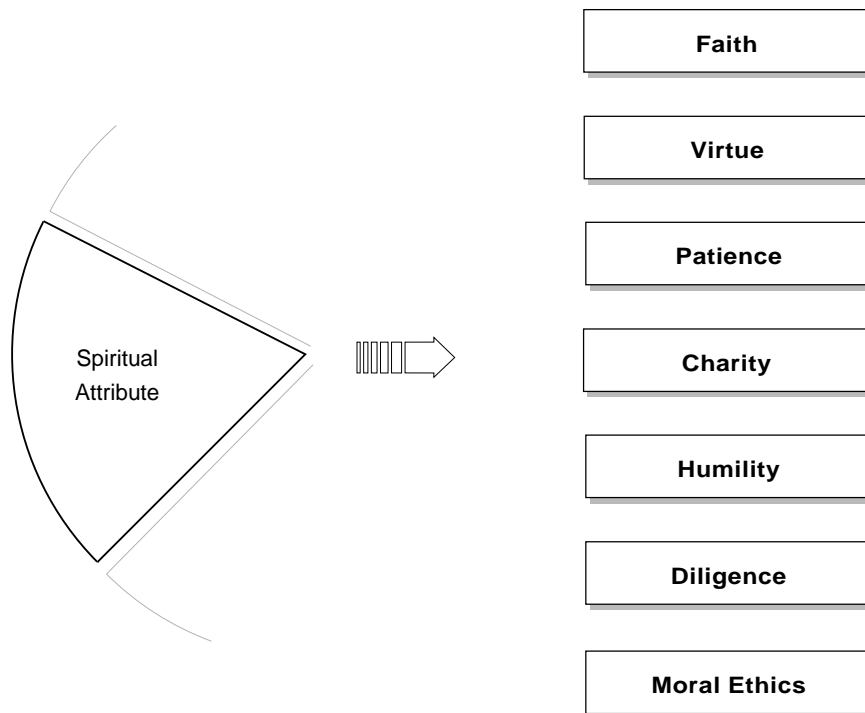 Faith
Virtue
Patience
Spiritual
Attribute
Charity
Humility
Diligence
Moral Ethics